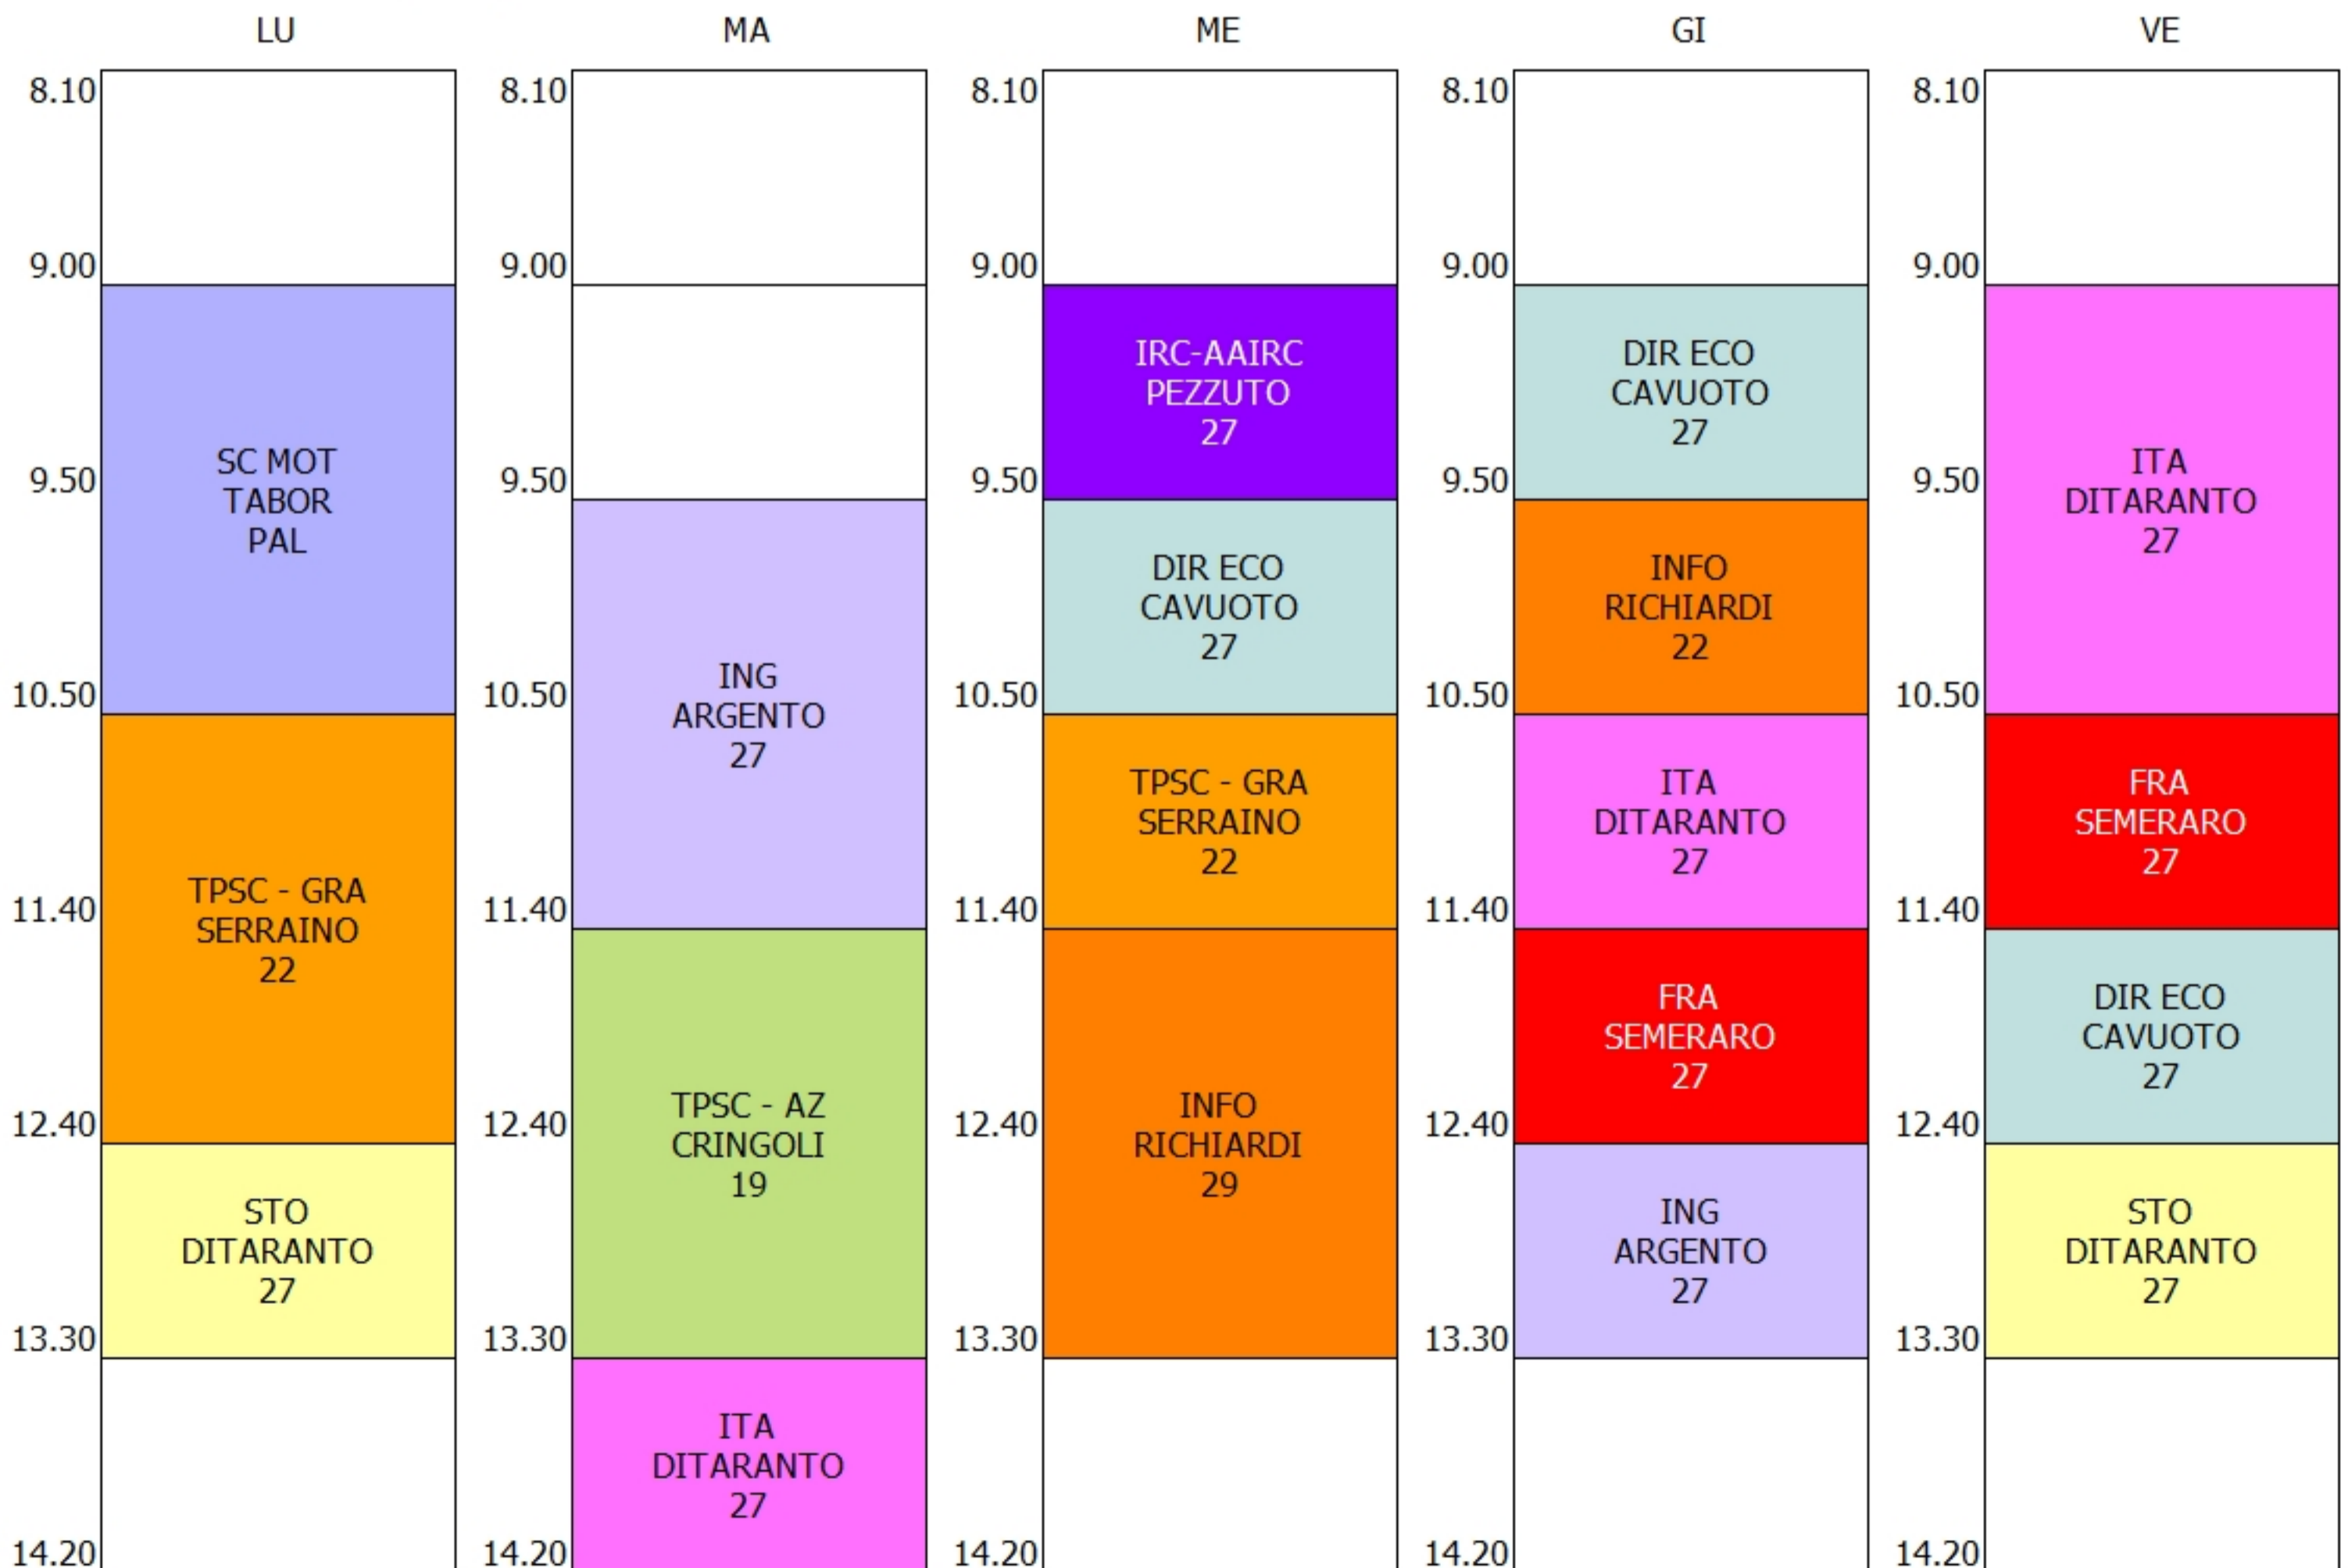 LU
MA
ME
GI
VE
8.10
9.00
9.50
10.50
11.40
12.40
13.30
14.20
SC MOT
TABOR
PAL
TPSC - GRA
SERRAINO
22
STO
DITARANTO
27
8.10
9.00
9.50
10.50
11.40
12.40
13.30
14.20
ING
ARGENTO
27
TPSC - AZ
CRINGOLI
19
ITA
DITARANTO
27
8.10
9.00
9.50
10.50
11.40
12.40
13.30
14.20
IRC-AAIRC
PEZZUTO
27
DIR ECO
CAVUOTO
27
TPSC - GRA
SERRAINO
22
INFO
RICHIARDI
29
8.10
9.00
9.50
10.50
11.40
12.40
13.30
14.20
DIR ECO
CAVUOTO
27
INFO
RICHIARDI
22
ITA
DITARANTO
27
FRA
SEMERARO
27
ING
ARGENTO
27
8.10
9.00
9.50
10.50
11.40
12.40
13.30
14.20
ITA
DITARANTO
27
FRA
SEMERARO
27
DIR ECO
CAVUOTO
27
STO
DITARANTO
27